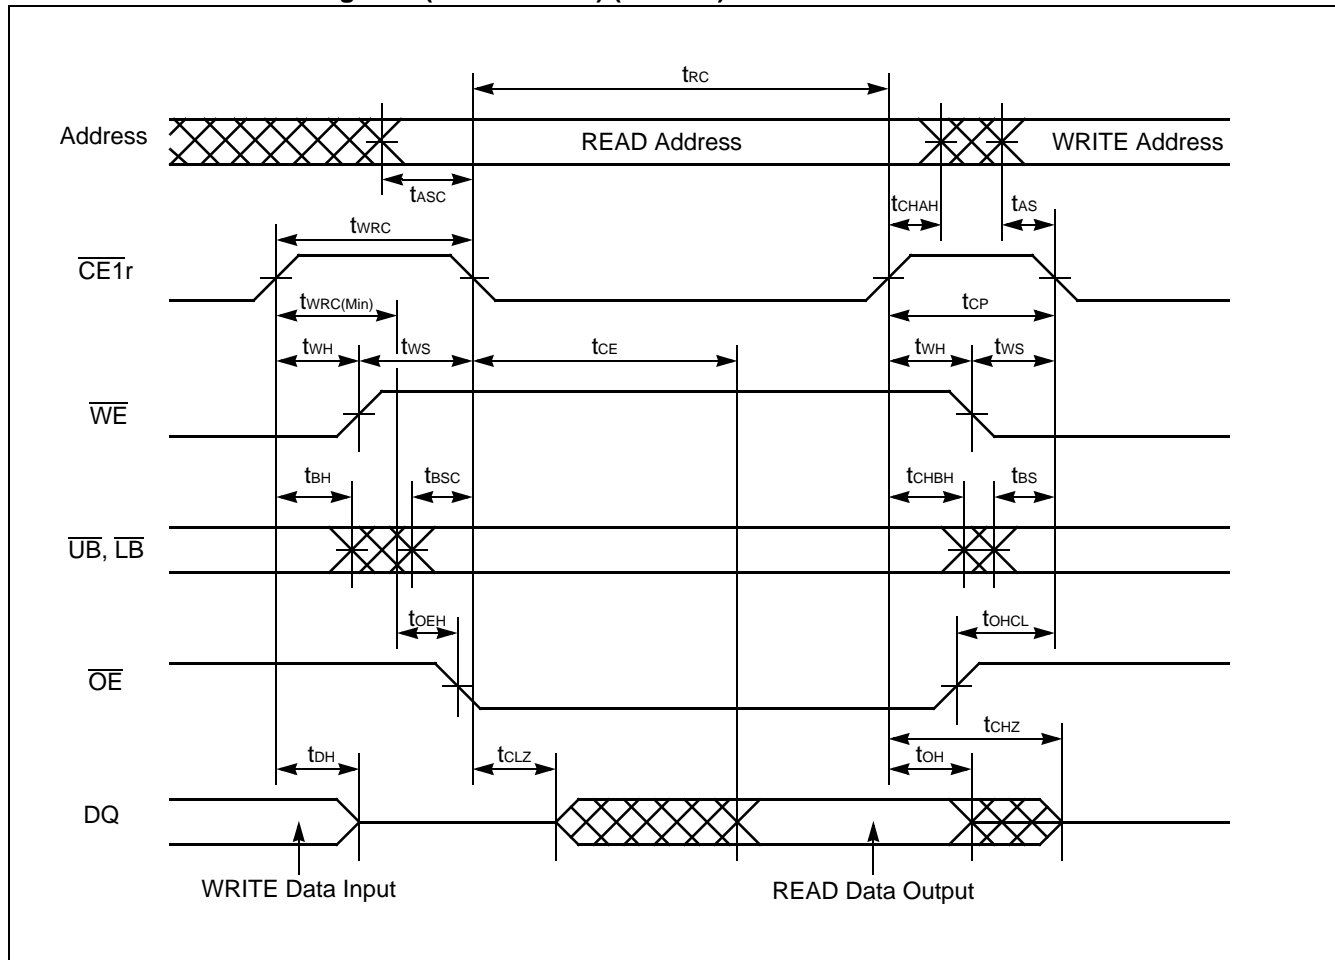 tRC
Address
READ Address
WRITE Address
tASC
tCHAH
tAS
tWRC
CE1r
tWRC(Min)
tCP
tWH
tWS
tCE
tWH
tWS
WE
tBH
tBSC
tCHBH
tBS
UB, LB
tOEH
tOHCL
OE
tCHZ
tDH
tCLZ
tOH
DQ
WRITE Data Input
READ Data Output